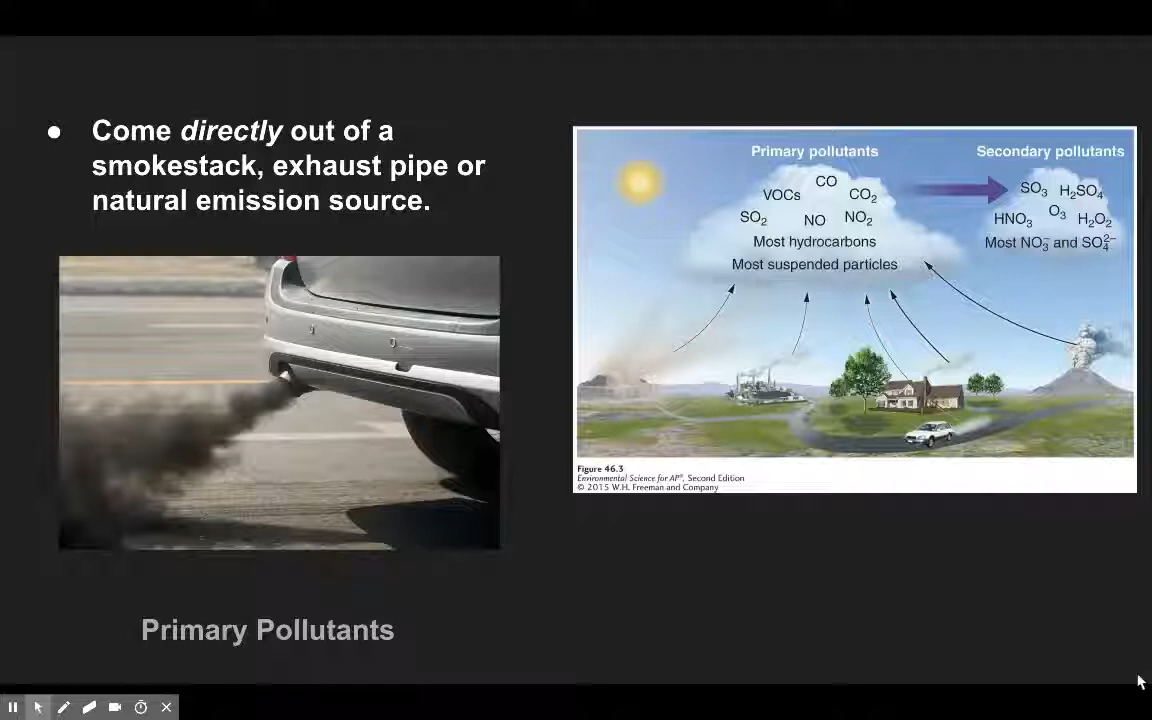 ● Come directly out of a
smokestack, exhaust pipe or
natural emission source.
Primary Pollutants
Primary pollutants
CO
VOCs
CO₂
SO₂
NO
NO₂
Most hydrocarbons
Most suspended particles
Secondary pollutants
SO₃ H₂SO₄
HNO₃ O₃ H₂O₂
Most NO₃⁻ and SO₄²⁻
Figure 46.3
Environmental Science for AP®, Second Edition
© 2015 W.H. Freeman and Company